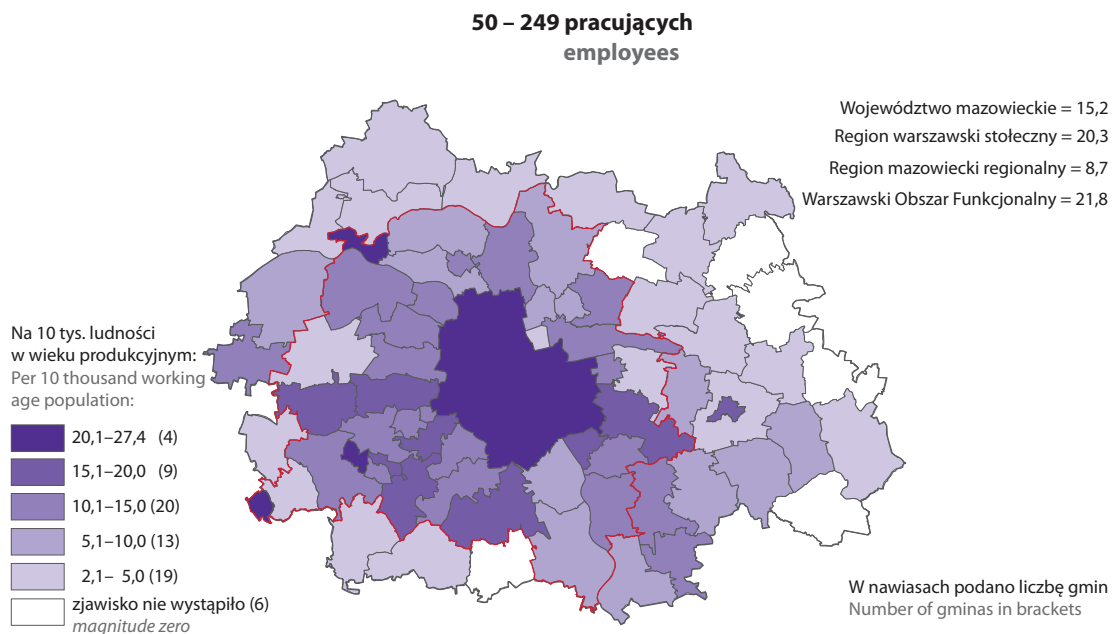 50 – 249 pracujących
employees
Województwo mazowieckie = 15,2
Region warszawski stołeczny = 20,3
Region mazowiecki regionalny = 8,7
Warszawski Obszar Funkcjonalny = 21,8
Na 10 tys. ludności
w wieku produkcyjnym:
Per 10 thousand working
age population:
20,1–27,4 (4)
15,1–20,0 (9)
10,1–15,0 (20)
5,1–10,0 (13)
2,1– 5,0 (19)
zjawisko nie wystąpiło (6)
magnitude zero
W nawiasach podano liczbę gmin
Number of gminas in brackets